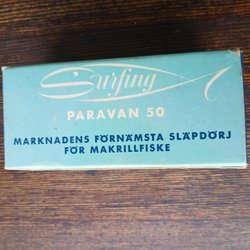 Surfing
PARAVAN 50
MARKNADENS FÖRNÄMSTA SLÄPDÖRJ
FÖR MAKRILLFISKE